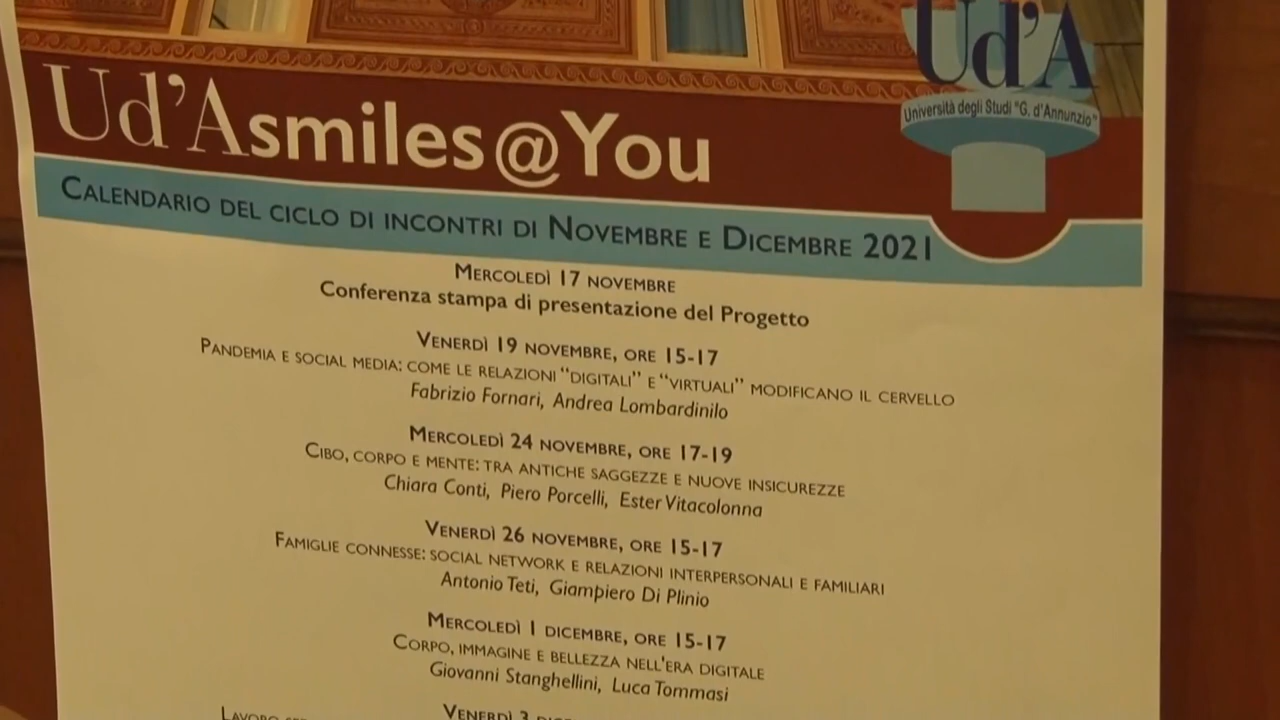 Ud'A
Università degli Studi "G. d'Annunzio"
Ud'Asmiles@You
Calendario del ciclo di incontri di Novembre e Dicembre 2021
Mercoledì 17 novembre
Conferenza stampa di presentazione del Progetto
Venerdì 19 novembre, ore 15-17
Pandemia e social media: come le relazioni "digitali" e "virtuali" modificano il cervello
Fabrizio Fornari, Andrea Lombardinilo
Mercoledì 24 novembre, ore 17-19
Cibo, corpo e mente: tra antiche saggezze e nuove insicurezze
Chiara Conti, Piero Porcelli, Ester Vitacolonna
Venerdì 26 novembre, ore 15-17
Famiglie connesse: social network e relazioni interpersonali e familiari
Antonio Teti, Giampiero Di Plinio
Mercoledì 1 dicembre, ore 15-17
Corpo, immagine e bellezza nell'era digitale
Giovanni Stanghellini, Luca Tommasi
Venerdì 3
Lavoro